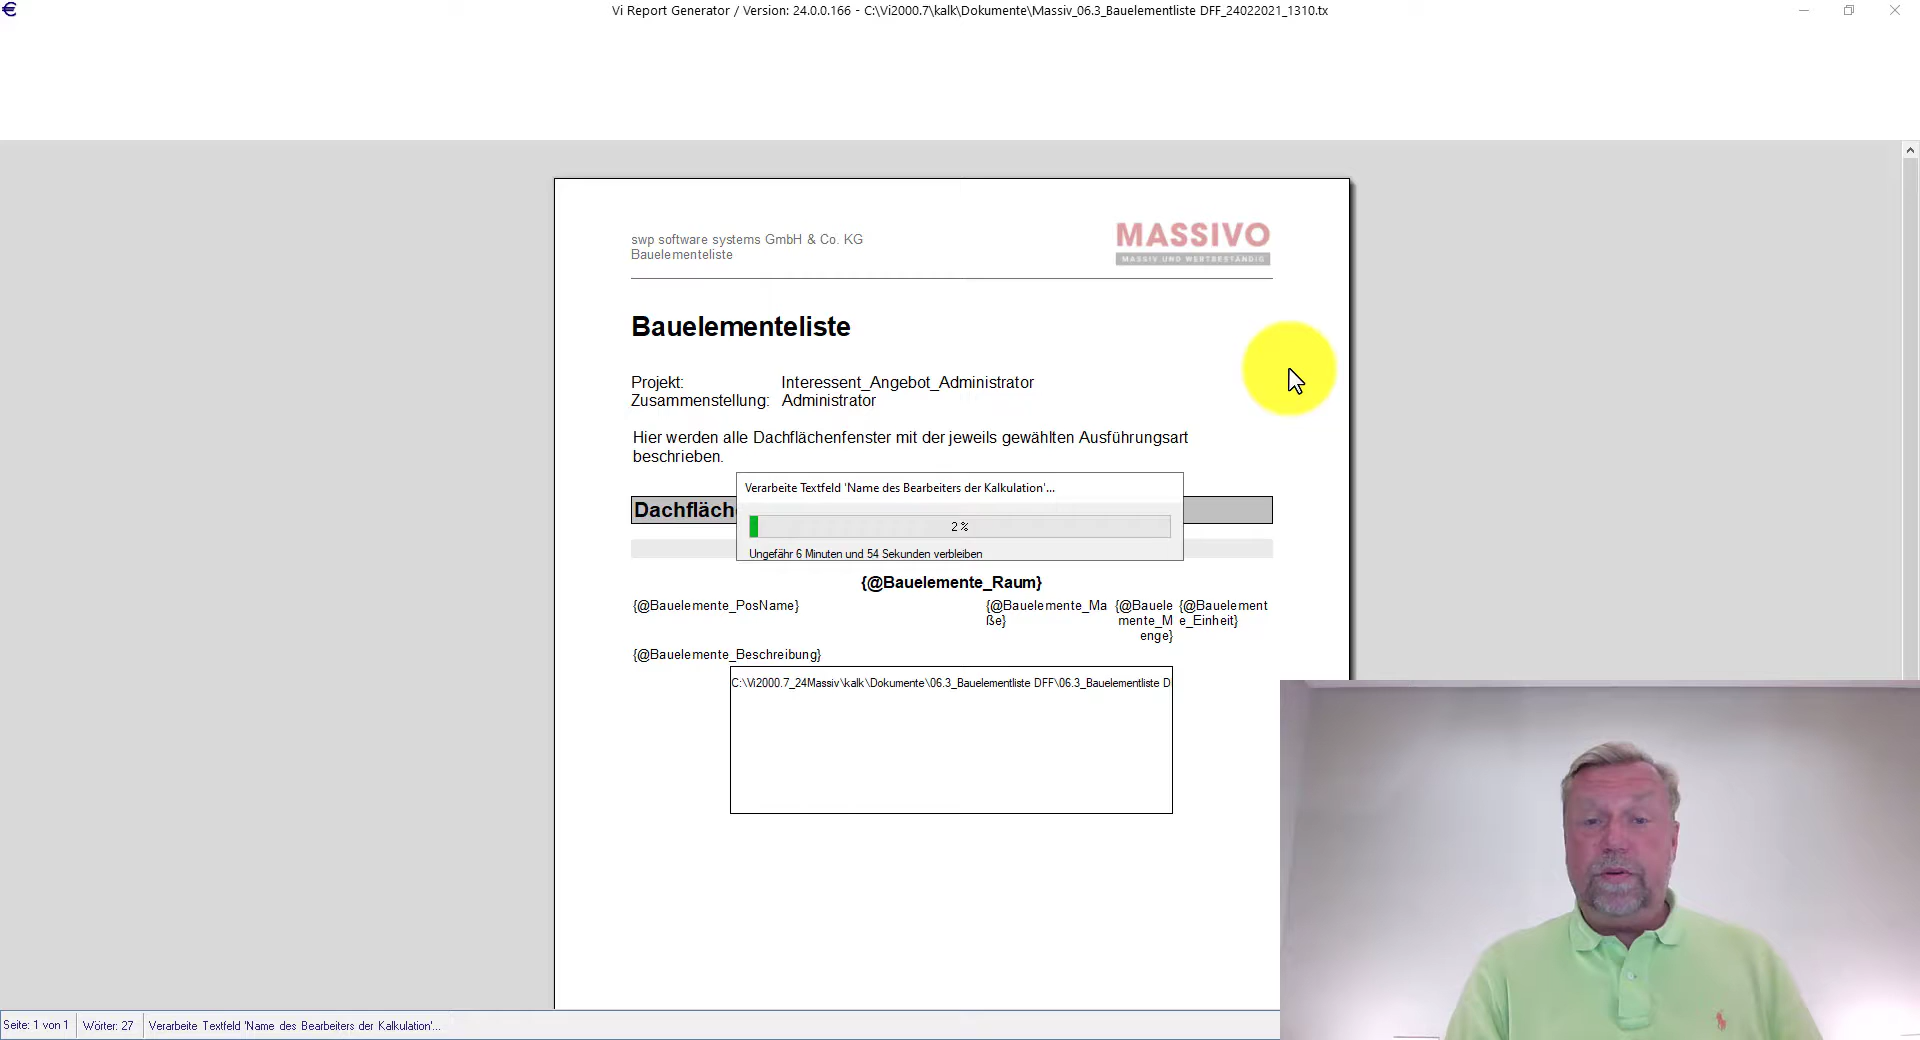 Vi Report Generator / Version: 24.0.0.166 - C:\Vi2000.7\kalk\Dokumente\Massiv_06.3_Bauelementliste DFF_24022021_1310.tx
swp software systems GmbH & Co. KG
Bauelementeliste
MASSIVO
MASSIV UND WERTBESTÄNDIG
Bauelementeliste
Projekt: Interessent_Angebot_Administrator
Zusammenstellung: Administrator
Hier werden alle Dachflächenfenster mit der jeweils gewählten Ausführungsart
beschrieben.
Dachfläch
Verarbeite Textfeld 'Name des Bearbeiters der Kalkulation'...
2 %
Ungefähr 6 Minuten und 54 Sekunden verbleiben
{@Bauelemente_Raum}
{@Bauelemente_PosName} {@Bauelemente_Ma {@Bauele {@Bauelement
ße} mente_M e_Einheit}
enge}
{@Bauelemente_Beschreibung}
C:\Vi2000.7_24Massiv\kalk\Dokumente\06.3_Bauelementliste DFF\06.3_Bauelementliste D
Seite: 1 von 1 Wörter: 27 Verarbeite Textfeld 'Name des Bearbeiters der Kalkulation'...